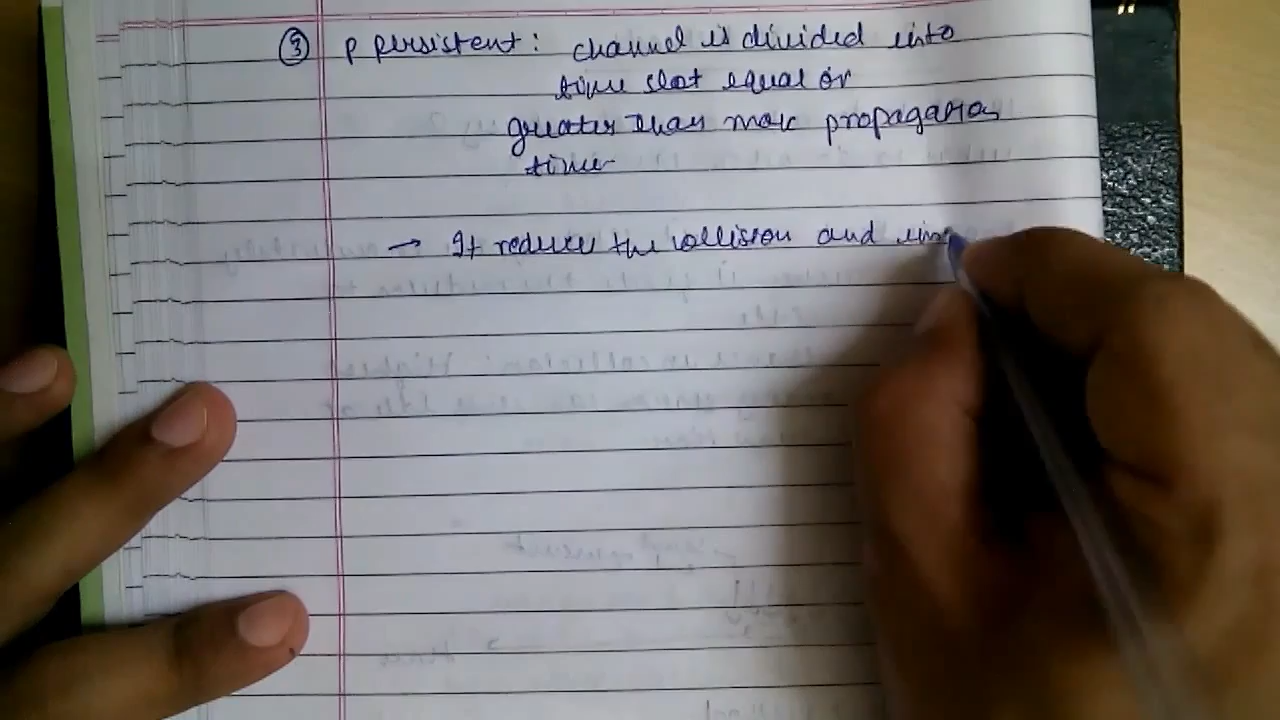 ③ p persistent : channel is divided into
time slot equal or
greater than max propagation
time
→ It reduces the collision and